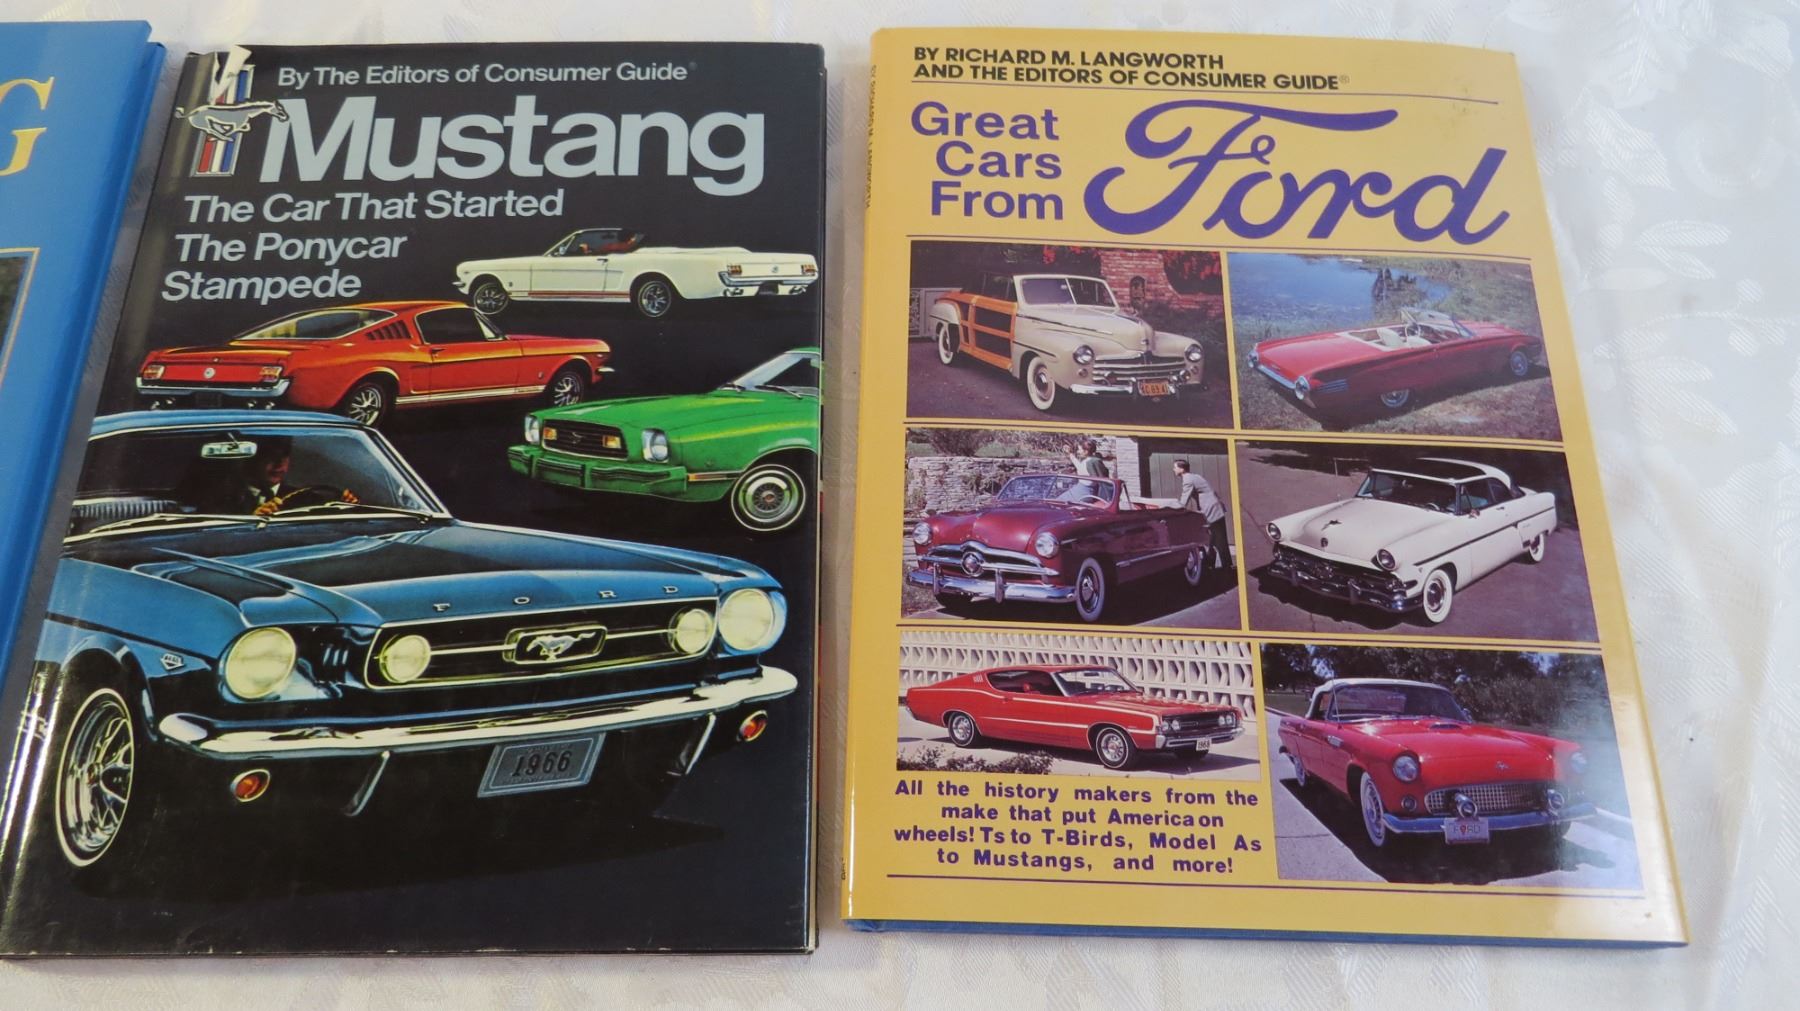 G
By The Editors of Consumer Guide®
Mustang
The Car That Started
The Ponycar
Stampede
FORD
1966
BY RICHARD M. LANGWORTH
AND THE EDITORS OF CONSUMER GUIDE®
Great
Cars
From
Ford
1968
FORD
All the history makers from the
make that put America on
wheels! Ts to T-Birds, Model As
to Mustangs, and more!